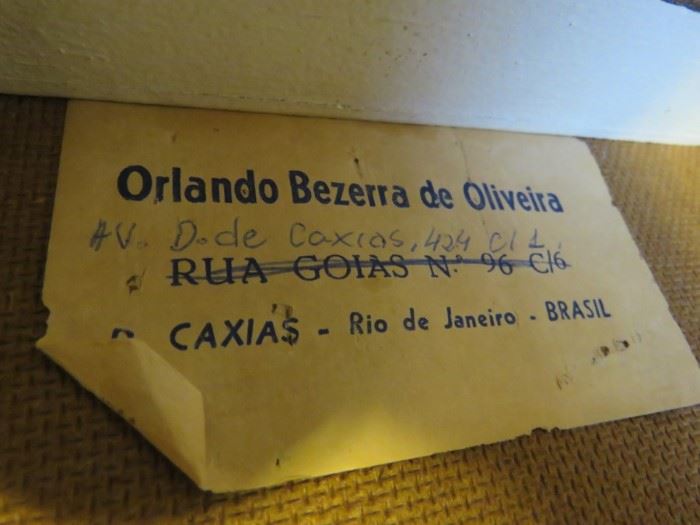 Orlando Bezerra de Oliveira
AV. D. de Caxias, 424 c/1,
RUA GOIAS N.º 96 C/6
CAXIAS - Rio de Janeiro - BRASIL